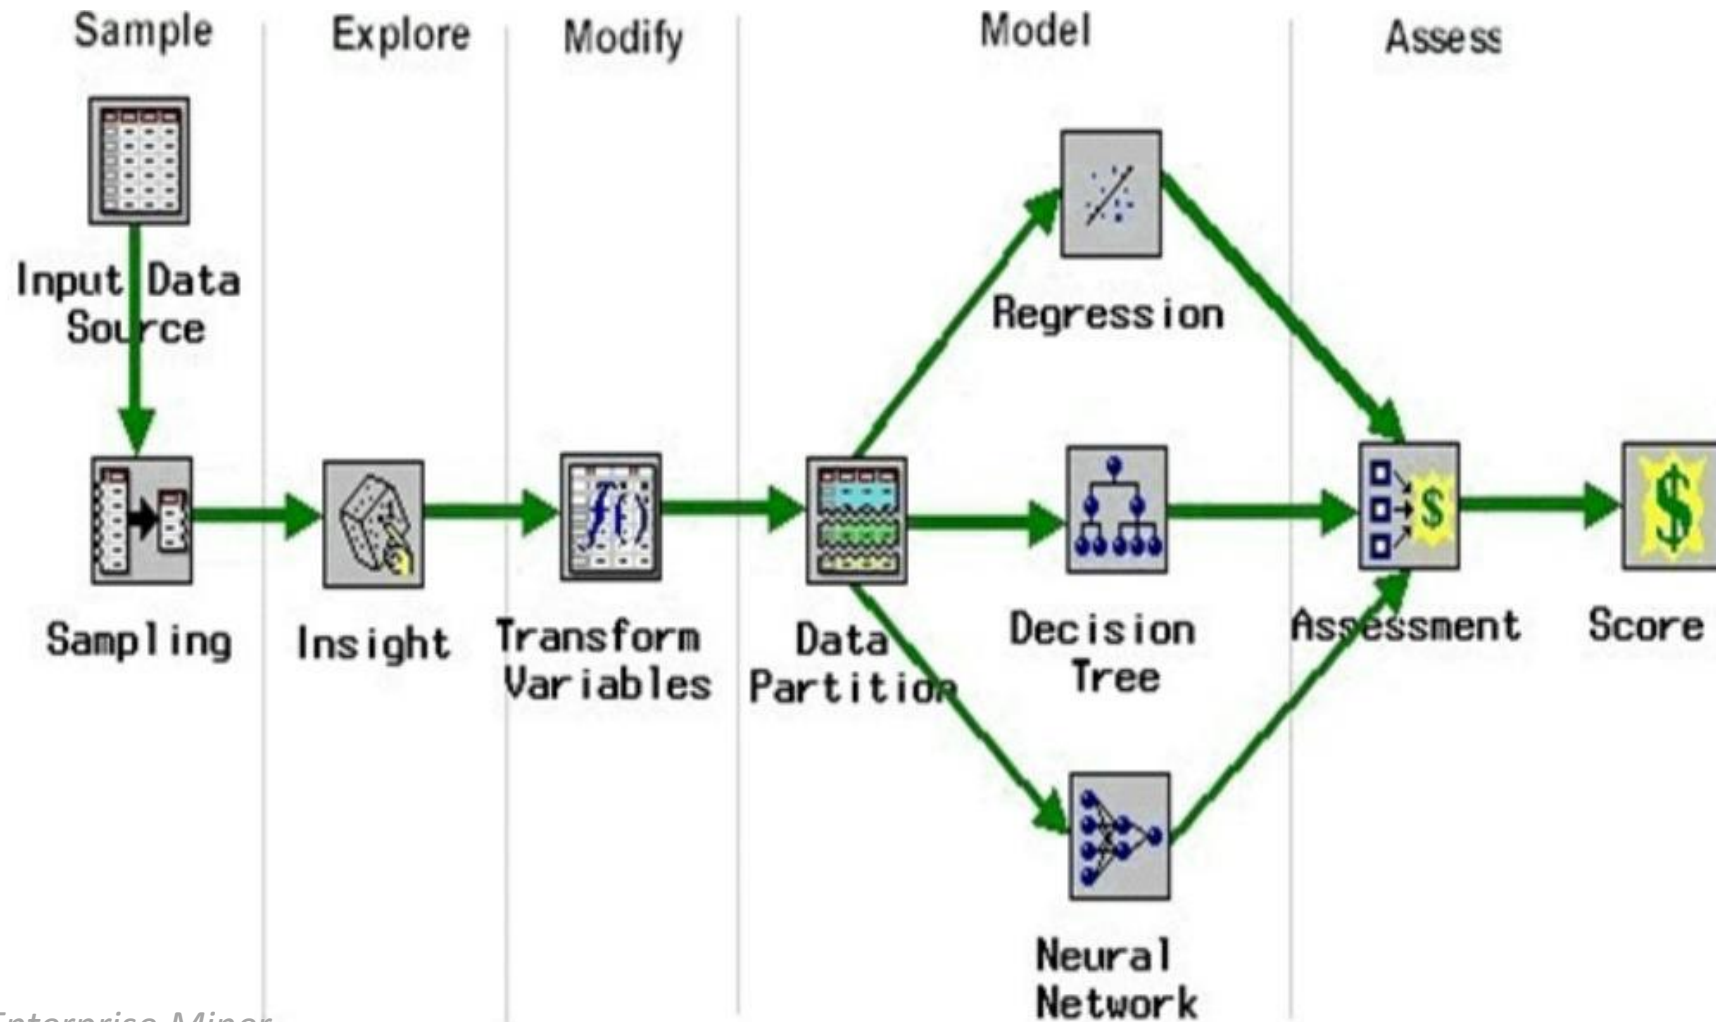 Sample
Explore
Modify
Model
Assess
Input Data
Source
Regression
Sampling
Insight
Transform
Variables
Data
Partition
Decision
Tree
Assessment
Score
Neural
Network
Enterprise Miner